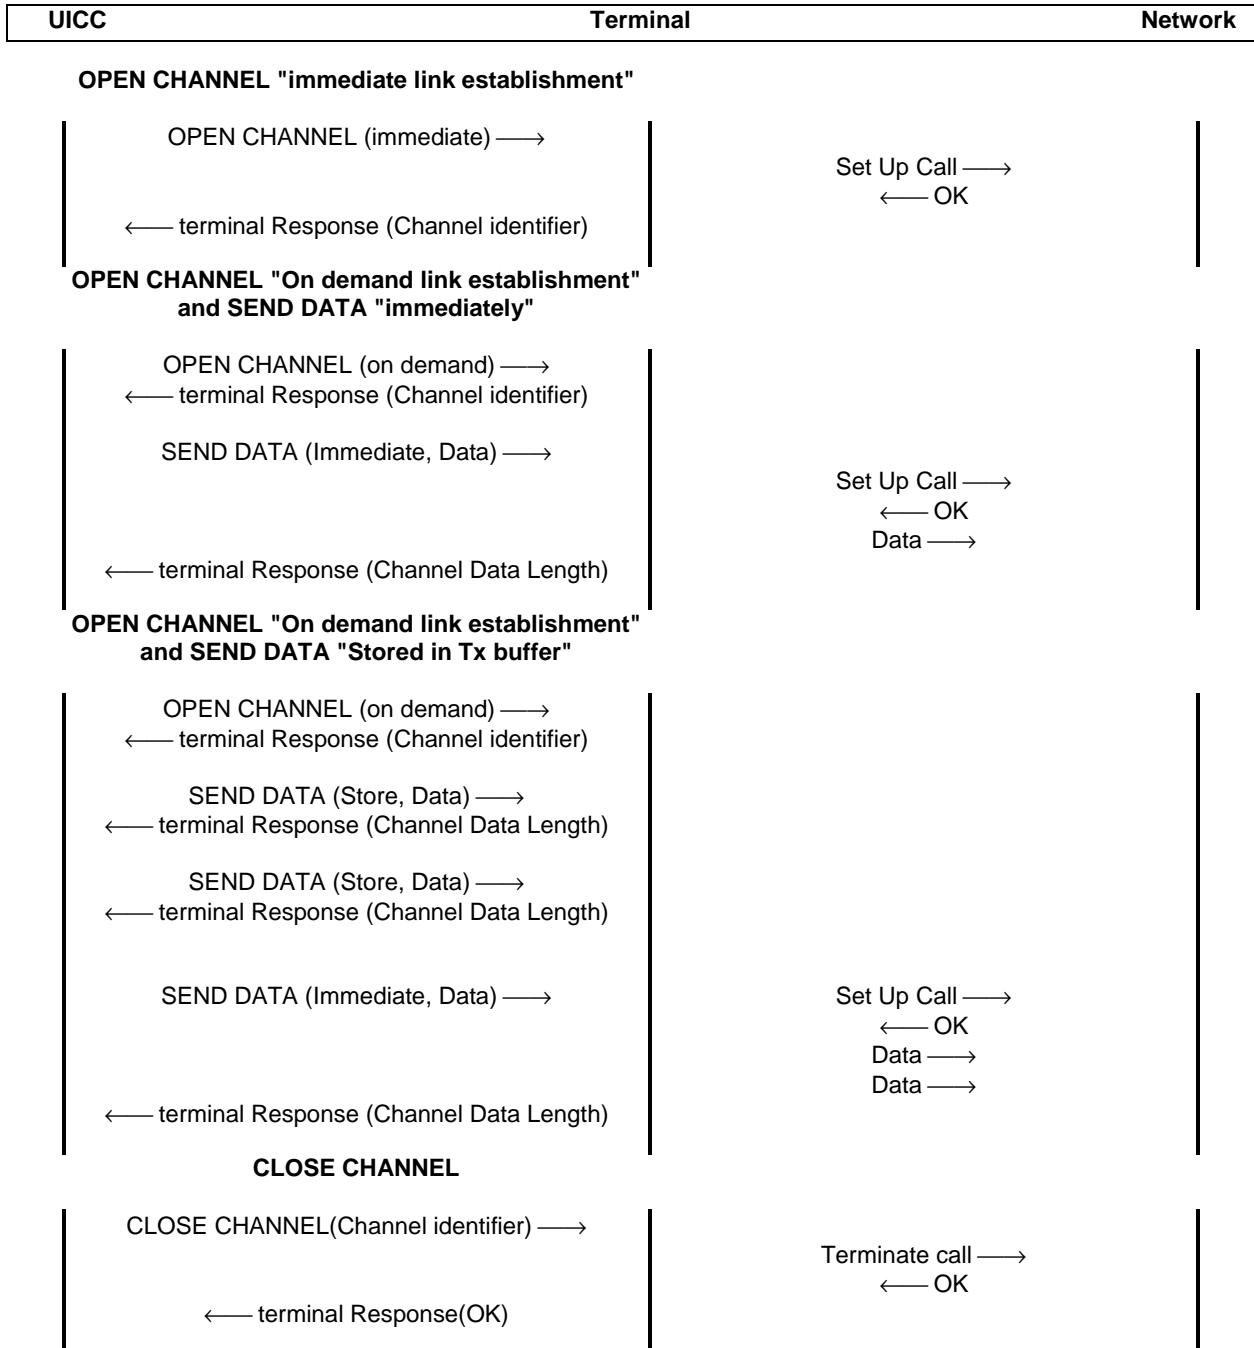 UICC Terminal Network
OPEN CHANNEL "immediate link establishment"
OPEN CHANNEL (immediate) ⟶
Set Up Call ⟶
⟵ OK
⟵ terminal Response (Channel identifier)
OPEN CHANNEL "On demand link establishment"
and SEND DATA "immediately"
OPEN CHANNEL (on demand) ⟶
⟵ terminal Response (Channel identifier)
SEND DATA (Immediate, Data) ⟶
Set Up Call ⟶
⟵ OK
Data ⟶
⟵ terminal Response (Channel Data Length)
OPEN CHANNEL "On demand link establishment"
and SEND DATA "Stored in Tx buffer"
OPEN CHANNEL (on demand) ⟶
⟵ terminal Response (Channel identifier)
SEND DATA (Store, Data) ⟶
⟵ terminal Response (Channel Data Length)
SEND DATA (Store, Data) ⟶
⟵ terminal Response (Channel Data Length)
SEND DATA (Immediate, Data) ⟶ Set Up Call ⟶
⟵ OK
Data ⟶
Data ⟶
⟵ terminal Response (Channel Data Length)
CLOSE CHANNEL
CLOSE CHANNEL(Channel identifier) ⟶
Terminate call ⟶
⟵ OK
⟵ terminal Response(OK)